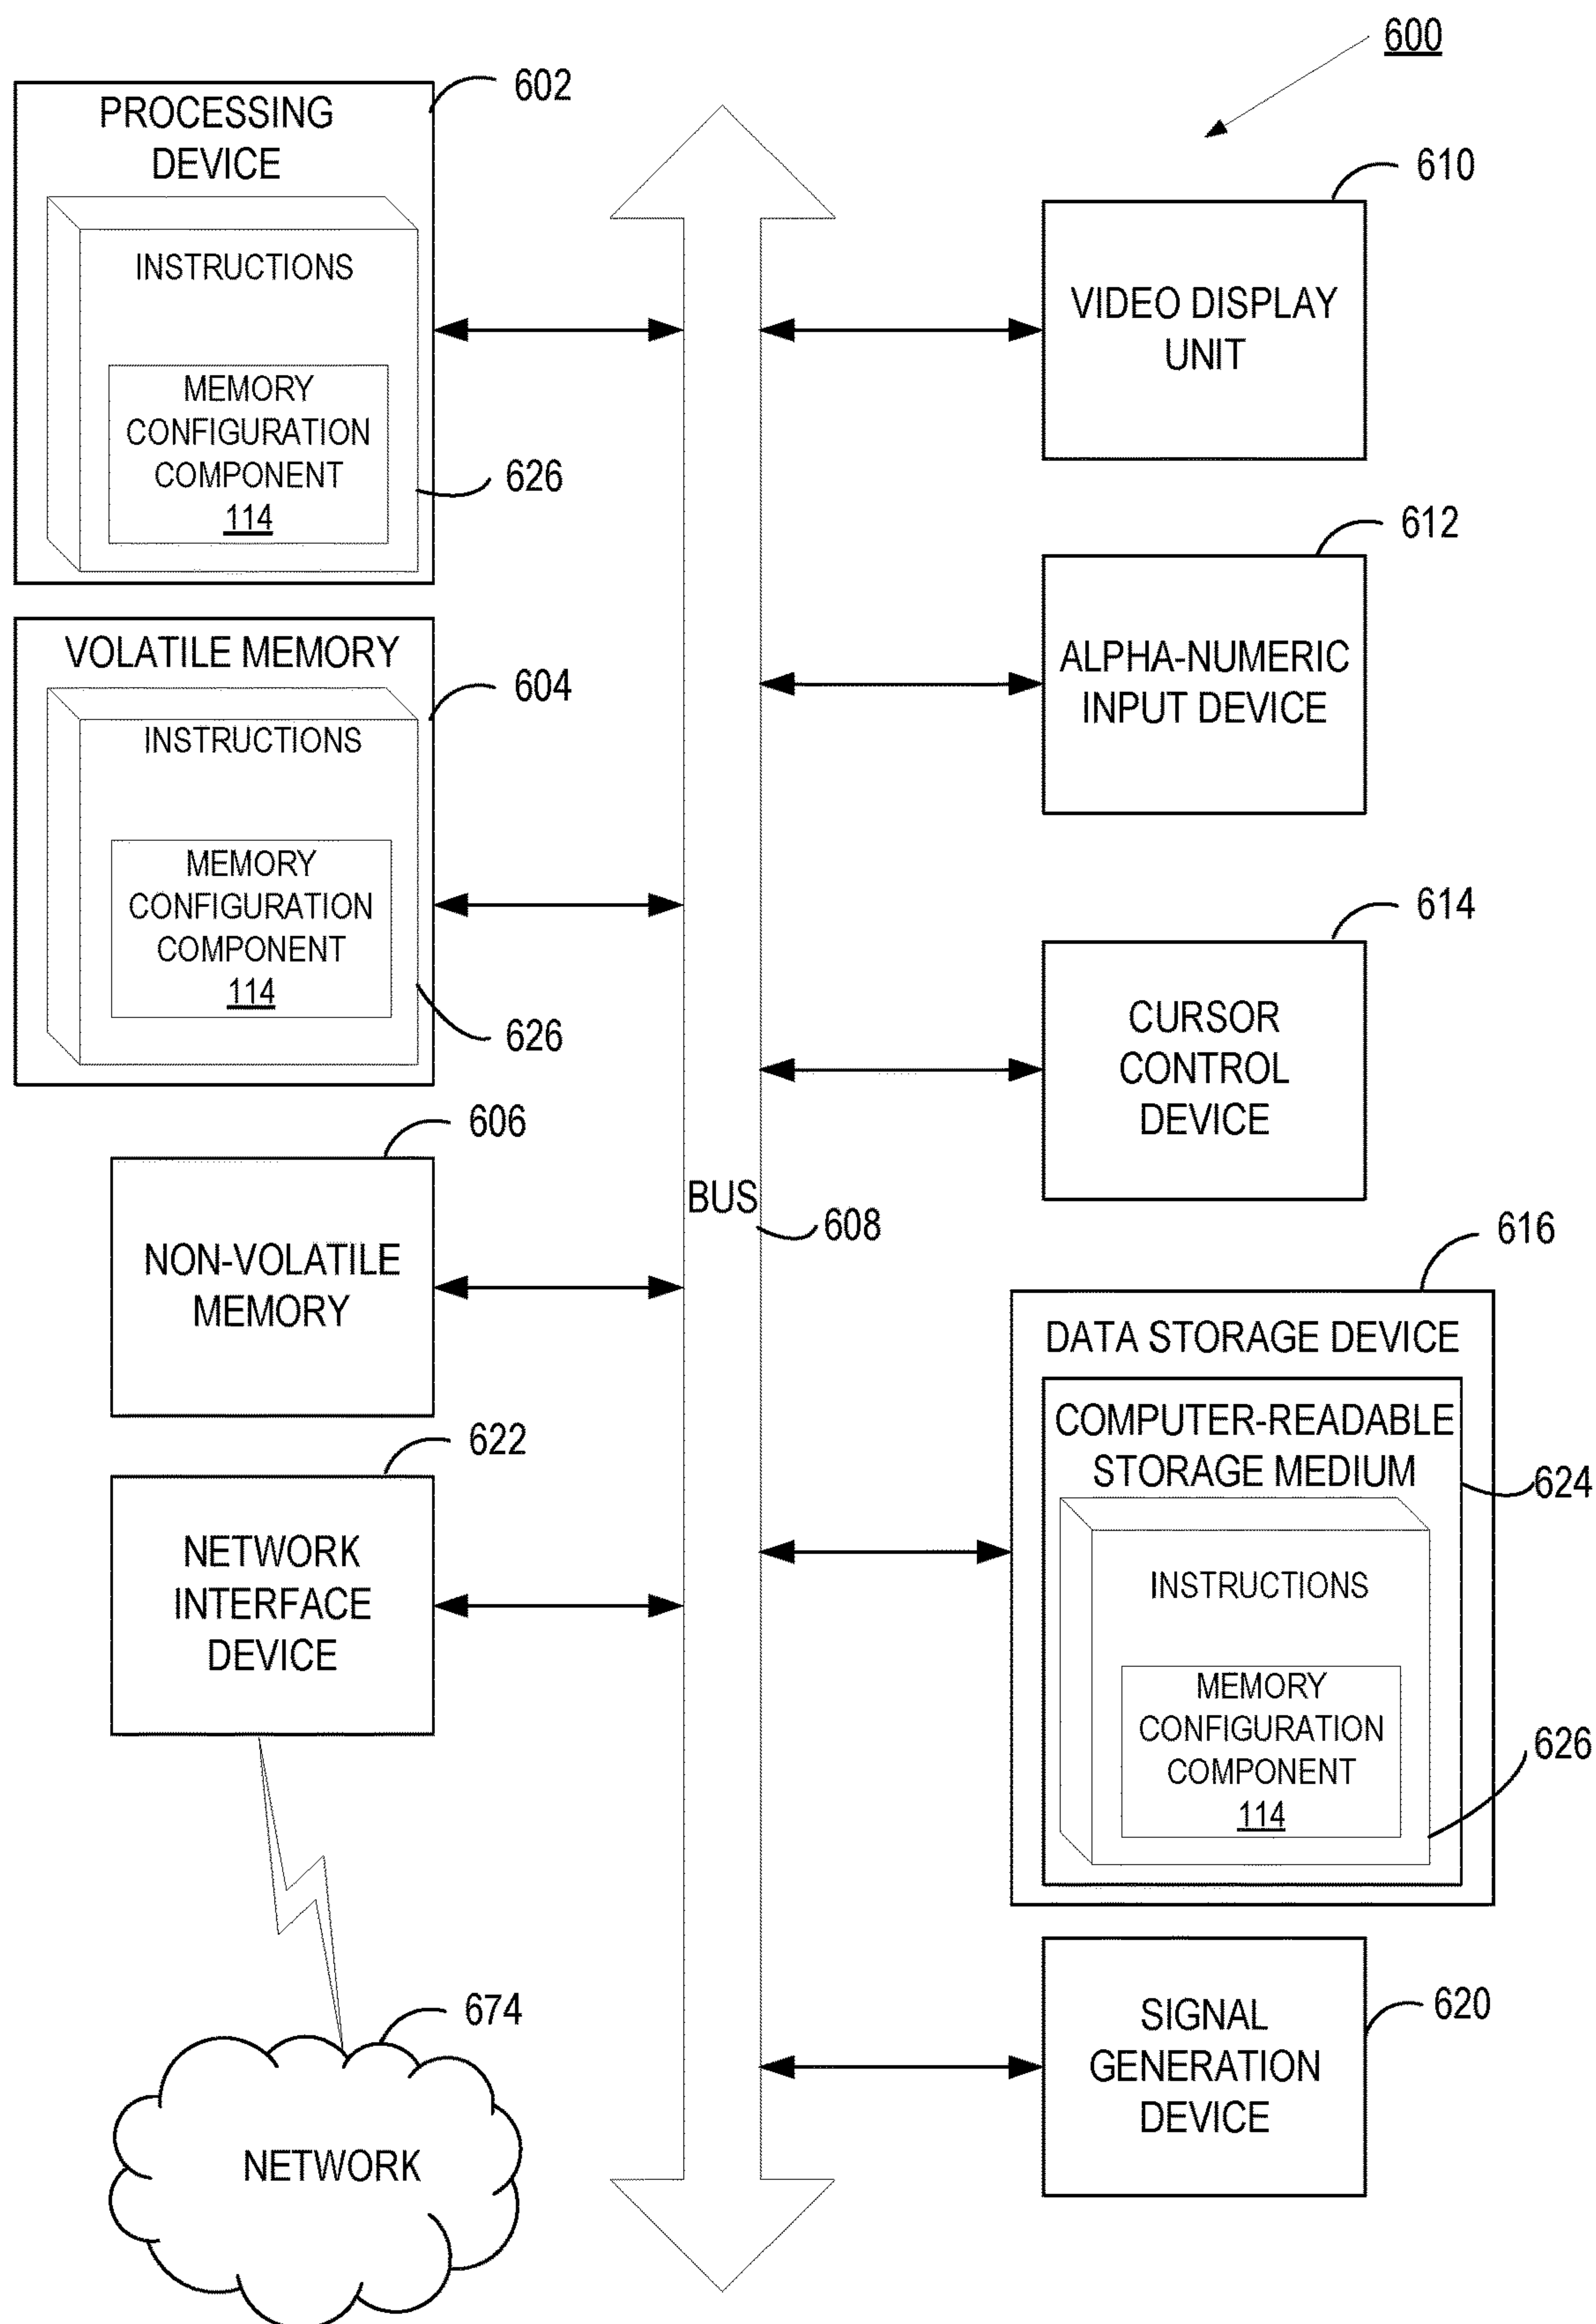 600
602
PROCESSING
DEVICE
INSTRUCTIONS
MEMORY
CONFIGURATION
COMPONENT
114
626
VOLATILE MEMORY
604
INSTRUCTIONS
MEMORY
CONFIGURATION
COMPONENT
114
626
606
NON-VOLATILE
MEMORY
622
NETWORK
INTERFACE
DEVICE
674
NETWORK
BUS
608
610
VIDEO DISPLAY
UNIT
612
ALPHA-NUMERIC
INPUT DEVICE
614
CURSOR
CONTROL
DEVICE
616
DATA STORAGE DEVICE
COMPUTER-READABLE
STORAGE MEDIUM
624
INSTRUCTIONS
MEMORY
CONFIGURATION
COMPONENT
114
626
620
SIGNAL
GENERATION
DEVICE